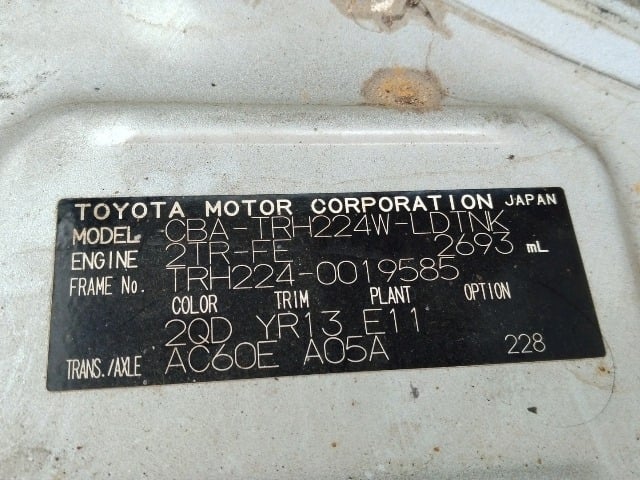 TOYOTA MOTOR CORPORATION JAPAN
MODEL CBA-TRH224W-LDTNK
ENGINE 2TR-FE 2693 mL
FRAME No. TRH224-0019585
COLOR TRIM PLANT OPTION
2QD YR13 E11
TRANS./AXLE AC60E A05A 228